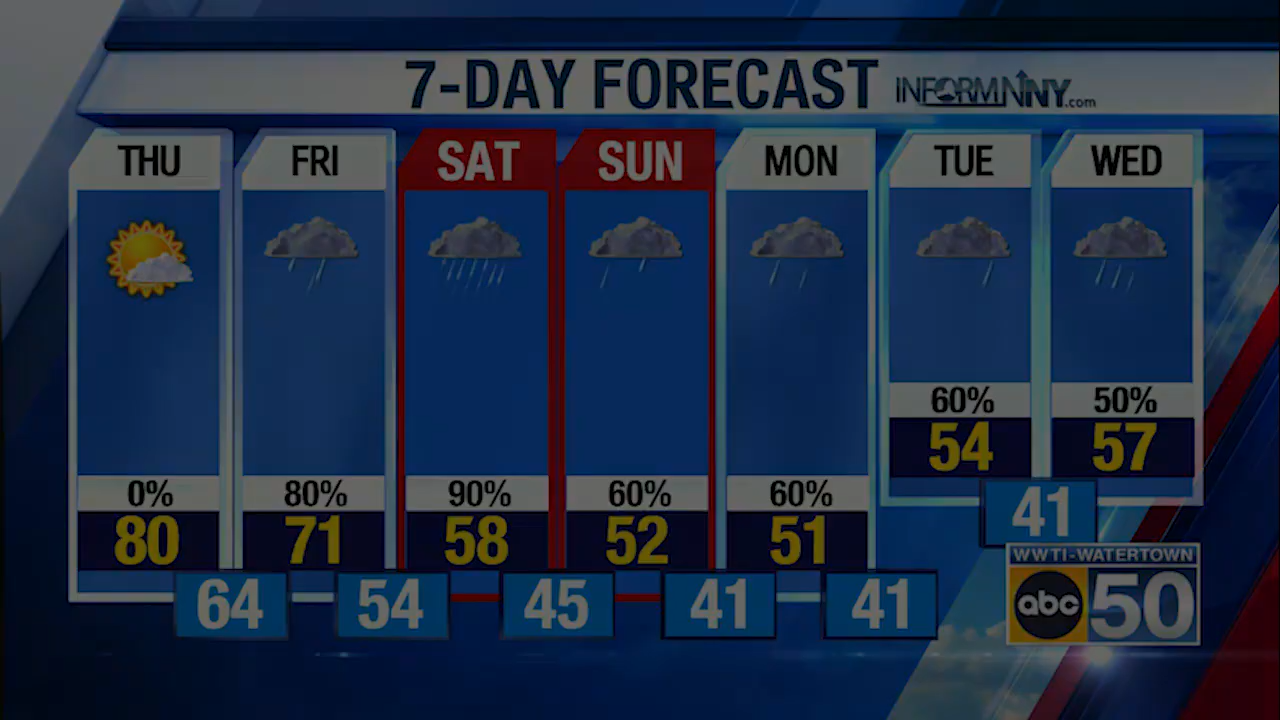 7-DAY FORECAST INFORMNNY.com
THU FRI SAT SUN MON TUE WED
60% 50%
54 57
0% 80% 90% 60% 60%
80 71 58 52 51
41
WWTI-WATERTOWN
64 54 45 41 41
abc 50